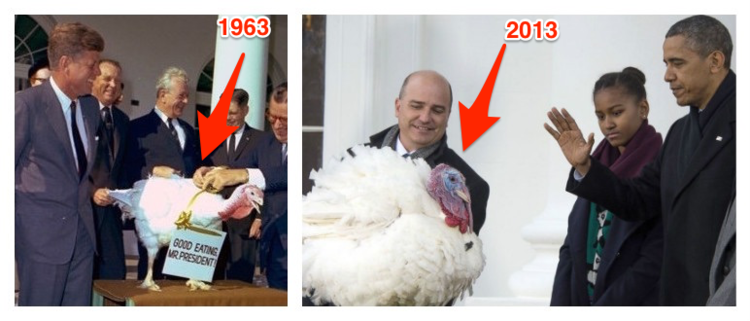 1963
2013
GOOD EATING,
MR. PRESIDENT!